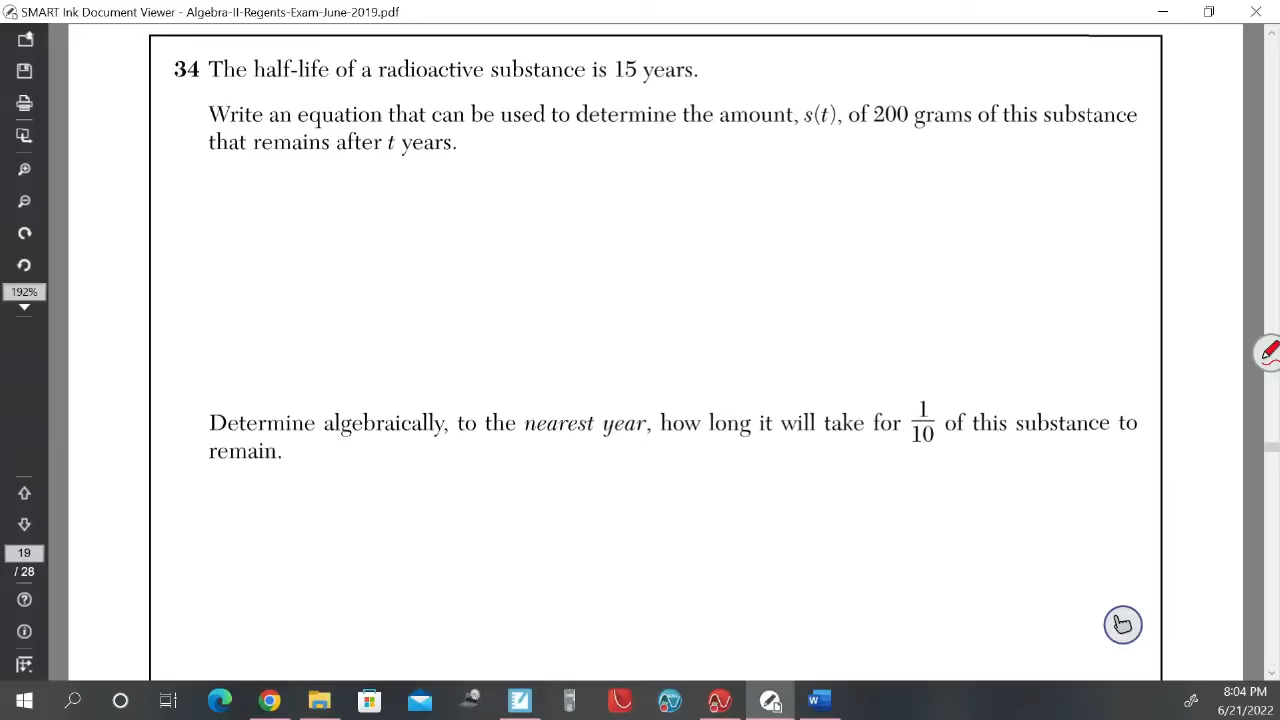 SMART Ink Document Viewer - Algebra-II-Regents-Exam-June-2019.pdf
34 The half-life of a radioactive substance is 15 years.
Write an equation that can be used to determine the amount, s(t), of 200 grams of this substance
that remains after t years.
192%
Determine algebraically, to the nearest year, how long it will take for 1/10 of this substance to
remain.
19
/ 28
8:04 PM
6/21/2022